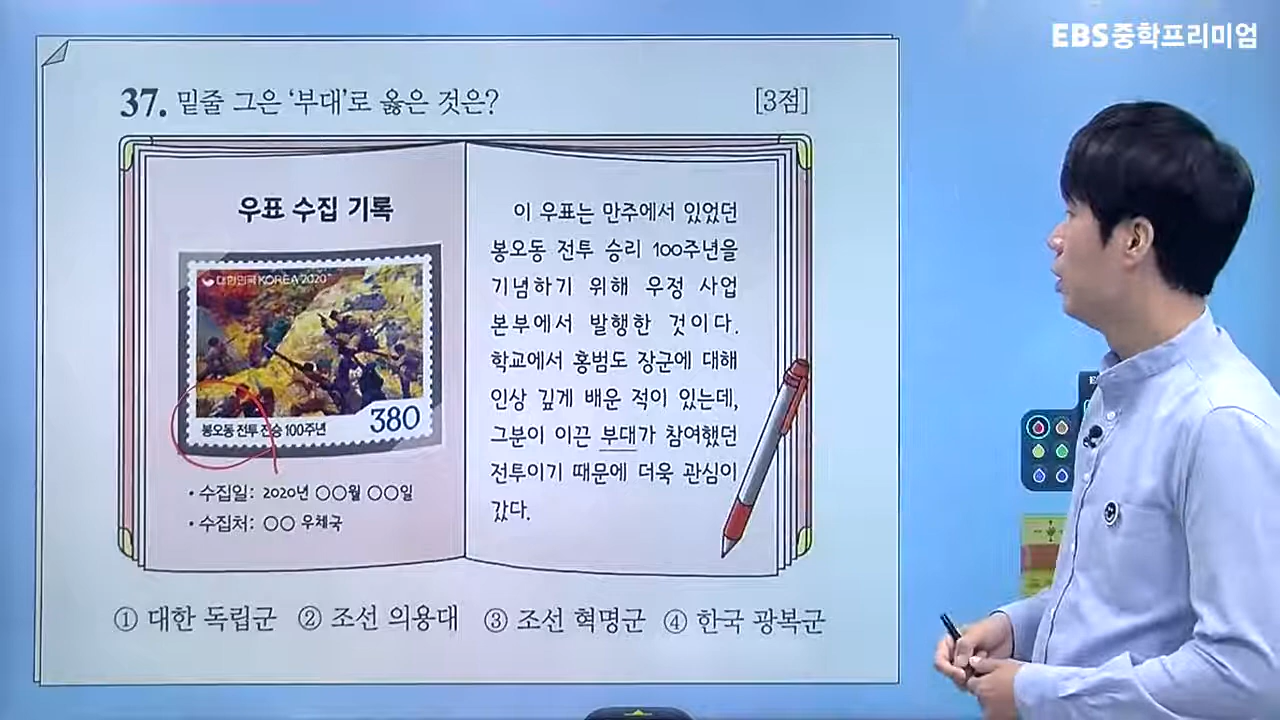 EBS중학프리미엄
37. 밑줄 그은 ‘부대’로 옳은 것은? [3점]
우표 수집 기록
대한민국 KOREA 2020
봉오동 전투 전승 100주년
380
• 수집일: 2020년 ○○월 ○○일
• 수집처: ○○ 우체국
이 우표는 만주에서 있었던
봉오동 전투 승리 100주년을
기념하기 위해 우정 사업
본부에서 발행한 것이다.
학교에서 홍범도 장군에 대해
인상 깊게 배운 적이 있는데,
그분이 이끈 부대가 참여했던
전투이기 때문에 더욱 관심이
갔다.
① 대한 독립군 ② 조선 의용대 ③ 조선 혁명군 ④ 한국 광복군